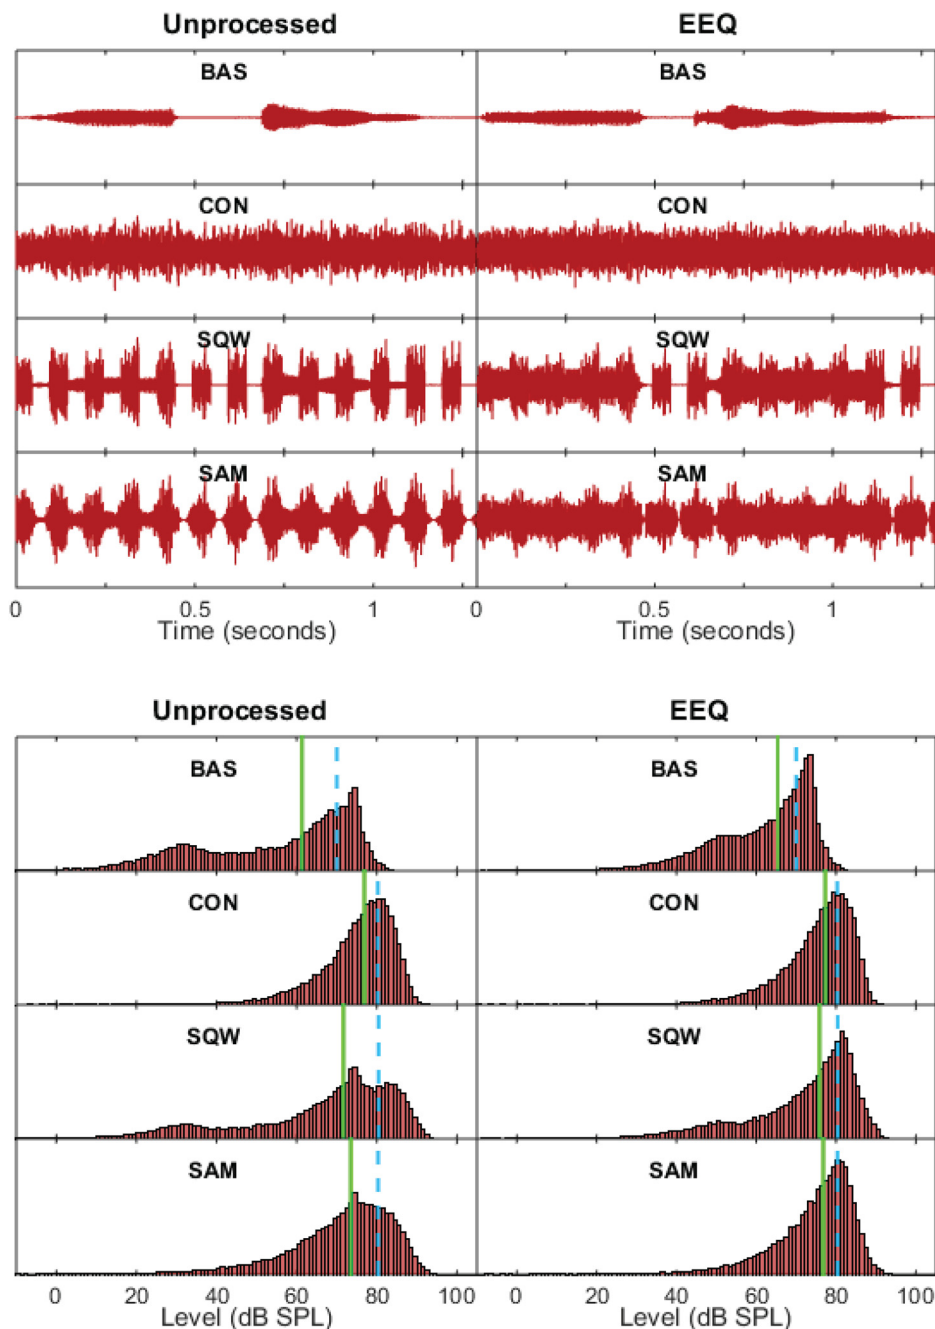 Unprocessed EEQ
BAS BAS
CON CON
SQW SQW
SAM SAM
0 0.5 1 0 0.5 1
Time (seconds) Time (seconds)
Unprocessed EEQ
BAS BAS
CON CON
SQW SQW
SAM SAM
0 20 40 60 80 100 0 20 40 60 80 100
Level (dB SPL) Level (dB SPL)